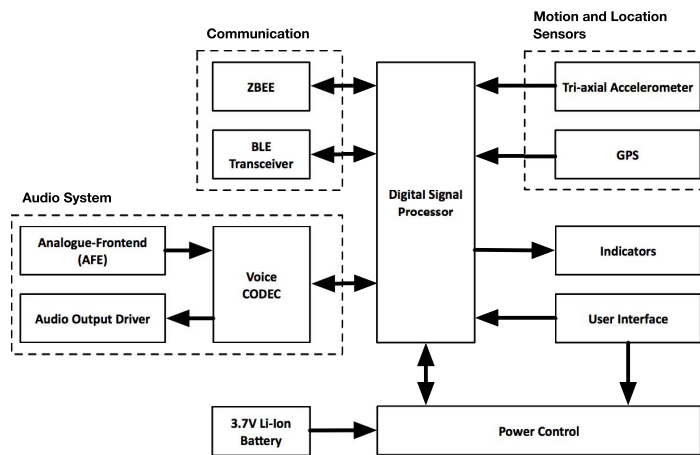 Communication
Motion and Location
Sensors
ZBEE
Tri-axial Accelerometer
BLE
Transceiver
GPS
Digital Signal
Processor
Audio System
Analogue-Frontend
(AFE)
Voice
CODEC
Indicators
Audio Output Driver
User Interface
3.7V Li-Ion
Battery
Power Control